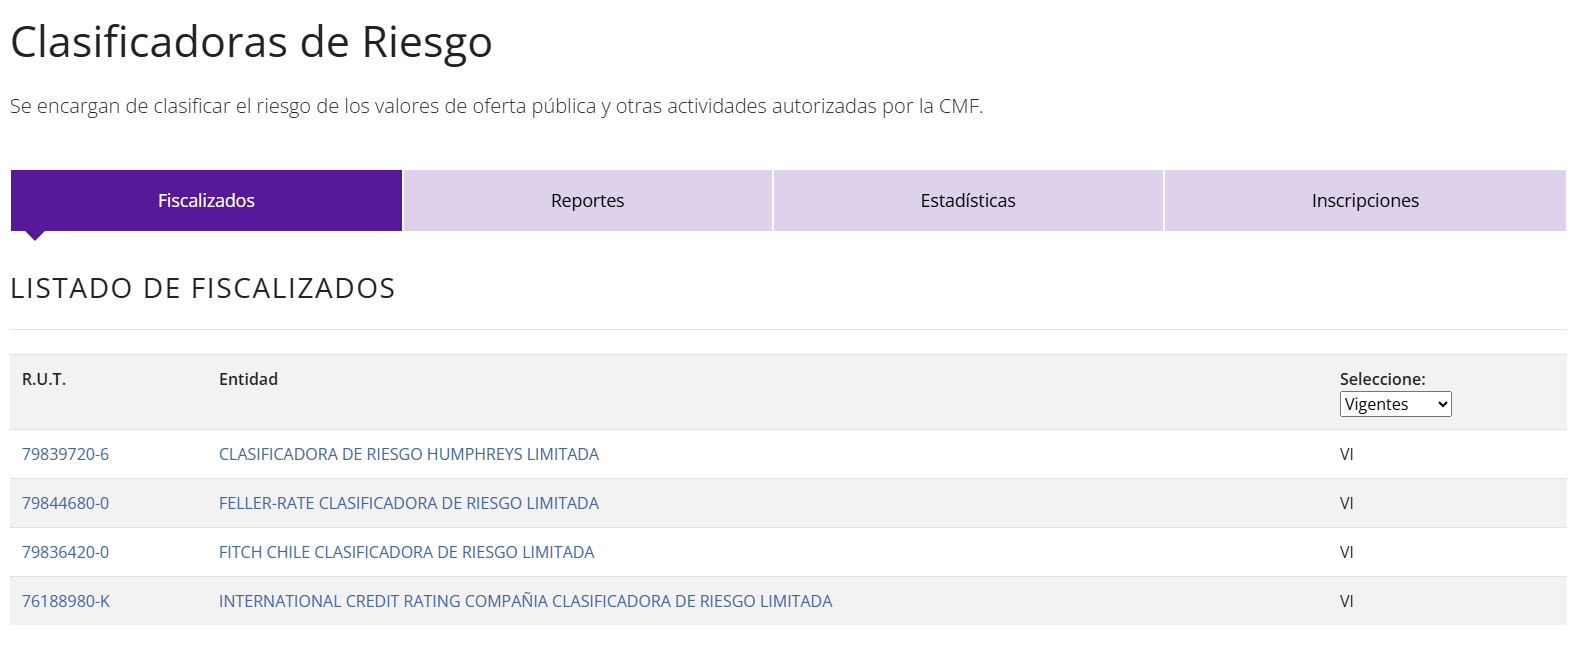 Clasificadoras de Riesgo
Se encargan de clasificar el riesgo de los valores de oferta pública y otras actividades autorizadas por la CMF.
Fiscalizados Reportes Estadísticas Inscripciones
LISTADO DE FISCALIZADOS
R.U.T. Entidad Seleccione:
Vigentes
79839720-6 CLASIFICADORA DE RIESGO HUMPHREYS LIMITADA VI
79844680-0 FELLER-RATE CLASIFICADORA DE RIESGO LIMITADA VI
79836420-0 FITCH CHILE CLASIFICADORA DE RIESGO LIMITADA VI
76188980-K INTERNATIONAL CREDIT RATING COMPAÑIA CLASIFICADORA DE RIESGO LIMITADA VI